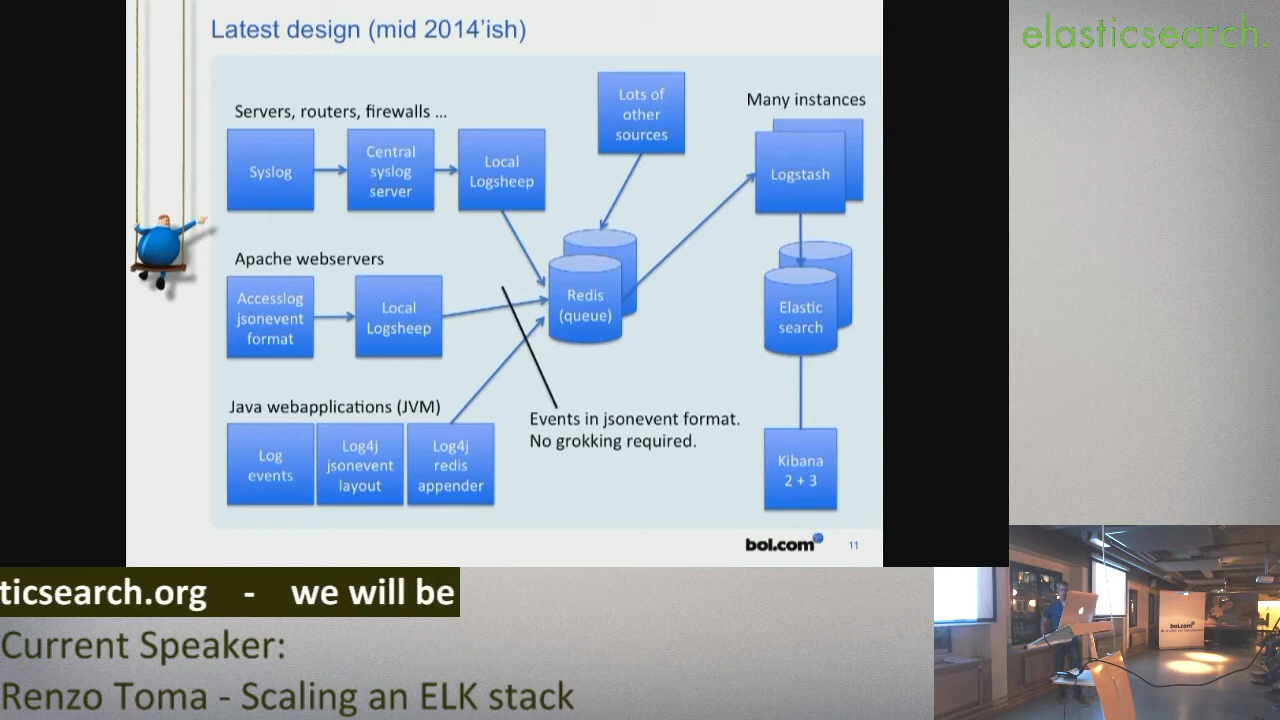 Latest design (mid 2014'ish)
elasticsearch.
Servers, routers, firewalls ...
Syslog
Central
syslog
server
Local
Logsheep
Lots of
other
sources
Many instances
Logstash
Apache webservers
Accesslog
jsonevent
format
Local
Logsheep
Redis
(queue)
Elastic
search
Java webapplications (JVM)
Log
events
Log4j
jsonevent
layout
Log4j
redis
appender
Events in jsonevent format.
No grokking required.
Kibana
2 + 3
bol.com
11
ticsearch.org - we will be
Current Speaker:
Renzo Toma - Scaling an ELK stack
bol.com